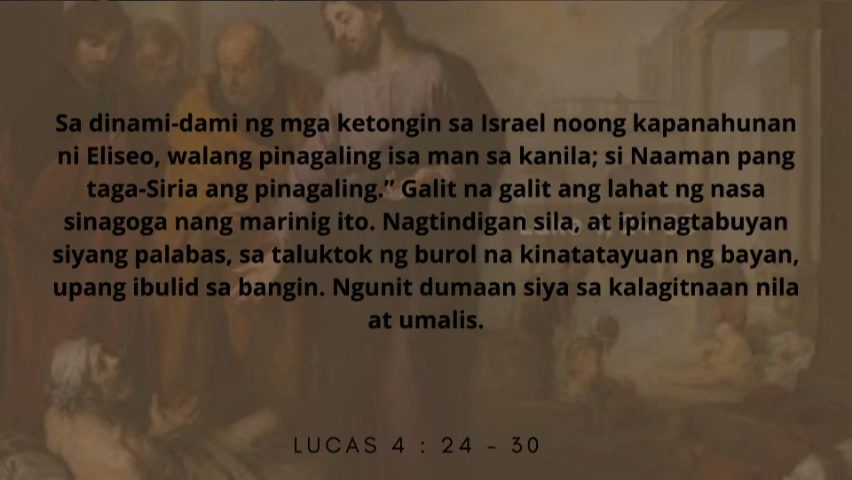 Sa dinami-dami ng mga ketongin sa Israel noong kapanahunan
ni Eliseo, walang pinagaling isa man sa kanila; si Naaman pang
taga-Siria ang pinagaling.” Galit na galit ang lahat ng nasa
sinagoga nang marinig ito. Nagtindigan sila, at ipinagtabuyan
siyang palabas, sa taluktok ng burol na kinatatayuan ng bayan,
upang ibulid sa bangin. Ngunit dumaan siya sa kalagitnaan nila
at umalis.
LUCAS 4 : 24 - 30